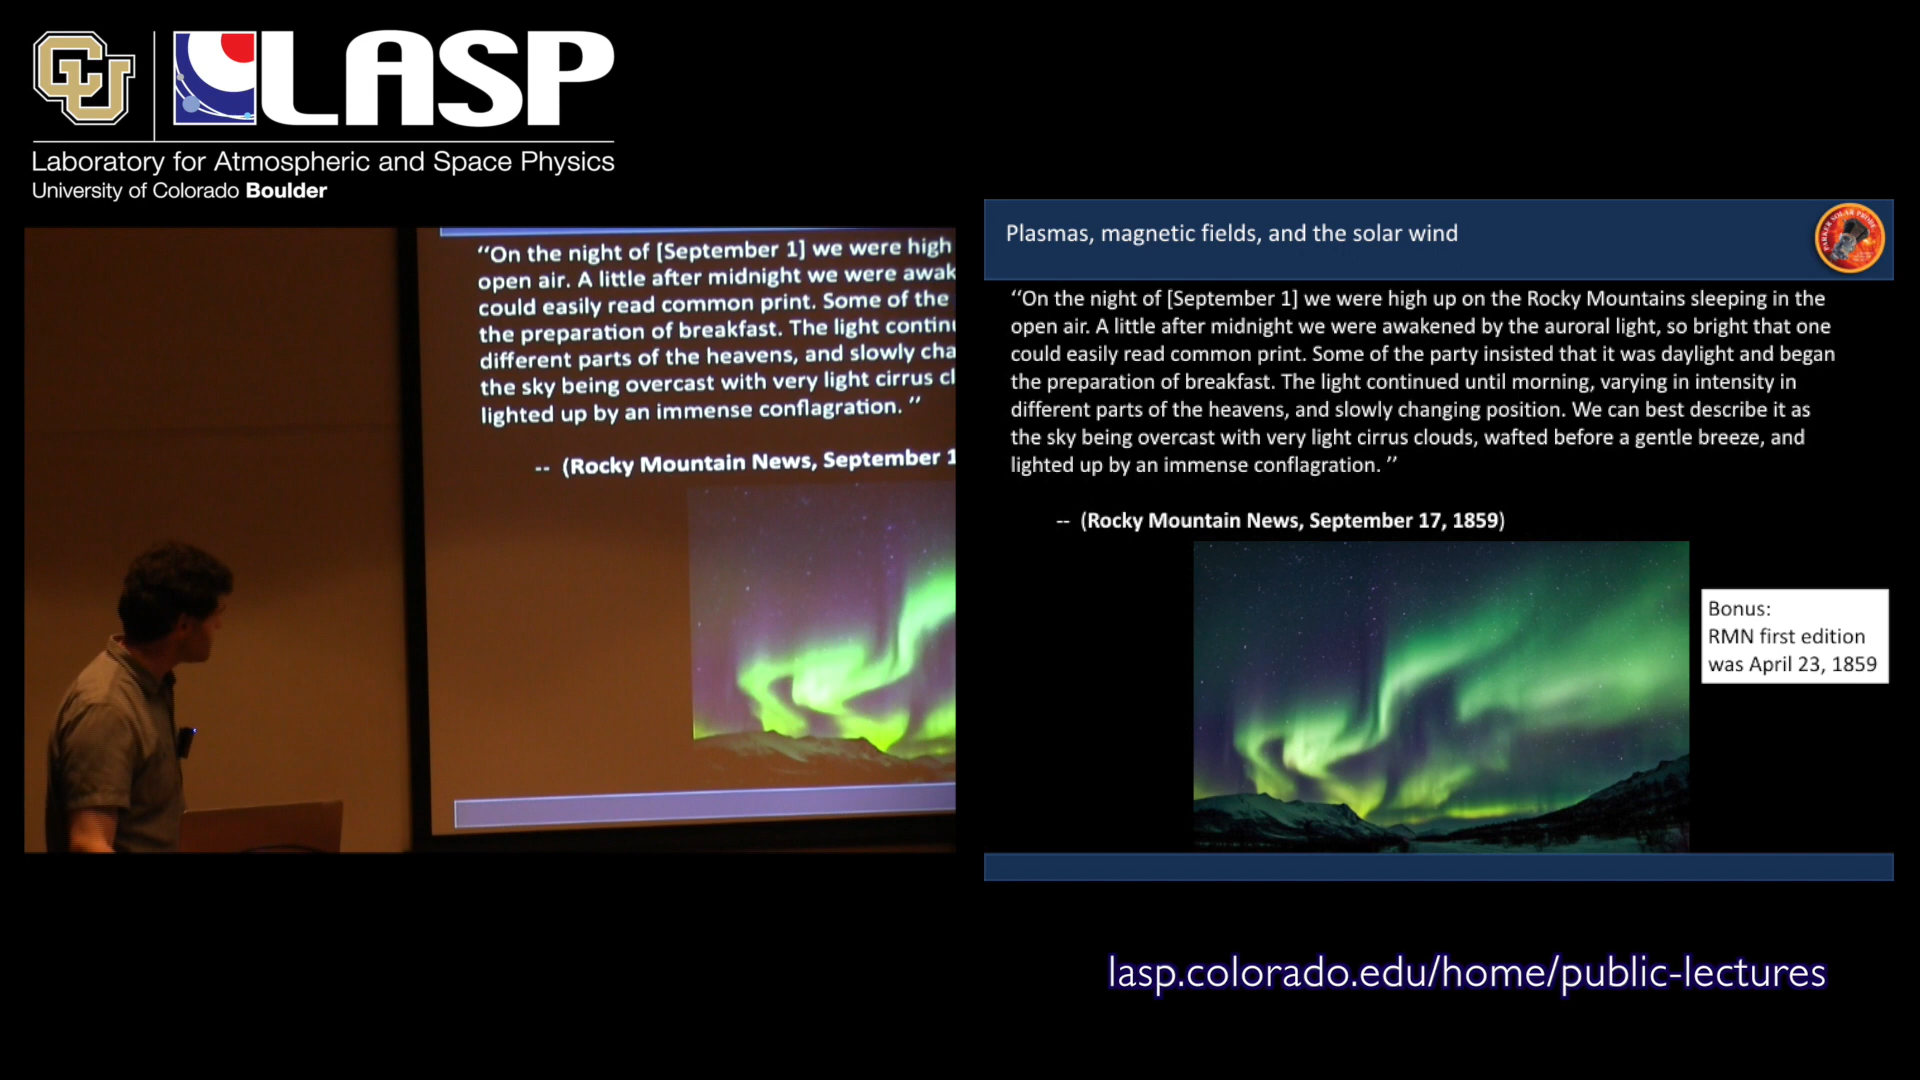 CU
LASP
Laboratory for Atmospheric and Space Physics
University of Colorado Boulder
“On the night of [September 1] we were high
open air. A little after midnight we were awak
could easily read common print. Some of the
the preparation of breakfast. The light continu
different parts of the heavens, and slowly cha
the sky being overcast with very light cirrus cl
lighted up by an immense conflagration. ”
-- (Rocky Mountain News, September 1
Plasmas, magnetic fields, and the solar wind
PARKER SOLAR PROBE
“On the night of [September 1] we were high up on the Rocky Mountains sleeping in the
open air. A little after midnight we were awakened by the auroral light, so bright that one
could easily read common print. Some of the party insisted that it was daylight and began
the preparation of breakfast. The light continued until morning, varying in intensity in
different parts of the heavens, and slowly changing position. We can best describe it as
the sky being overcast with very light cirrus clouds, wafted before a gentle breeze, and
lighted up by an immense conflagration. ”
-- (Rocky Mountain News, September 17, 1859)
Bonus:
RMN first edition
was April 23, 1859
lasp.colorado.edu/home/public-lectures